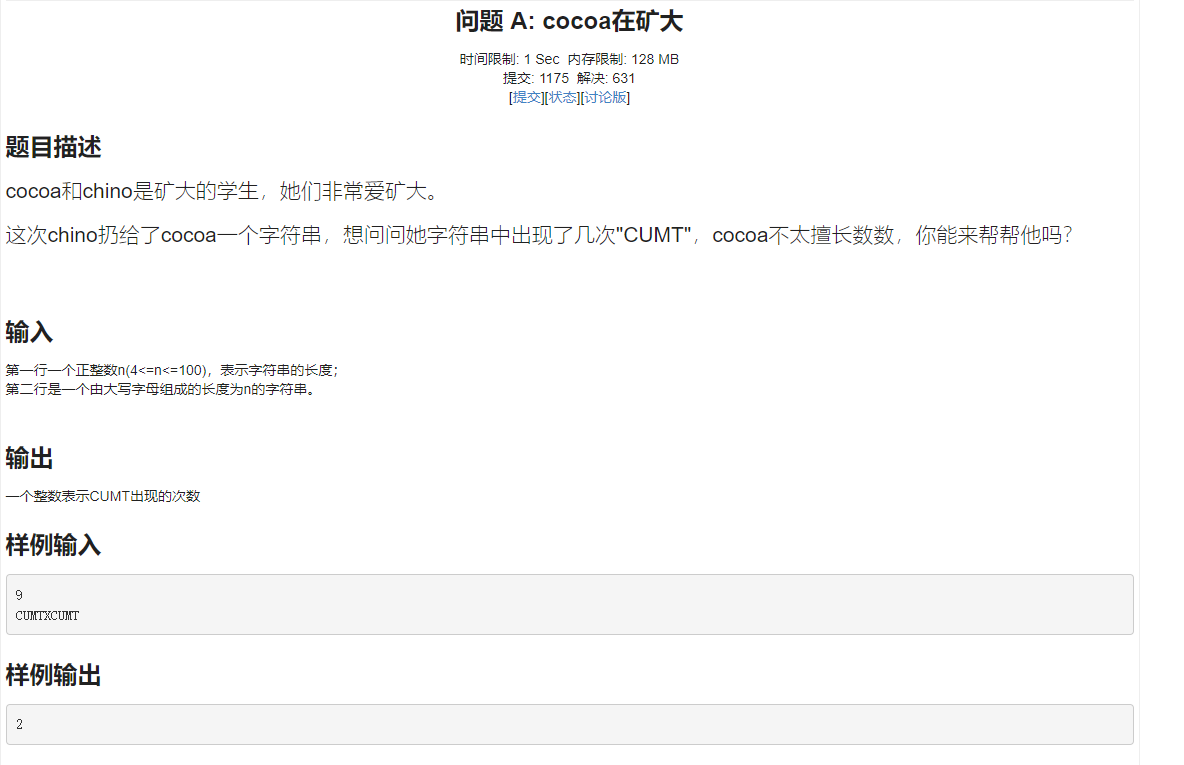 问题 A: cocoa在矿大
时间限制: 1 Sec 内存限制: 128 MB
提交: 1175 解决: 631
[提交][状态][讨论版]
题目描述
cocoa和chino是矿大的学生，她们非常爱矿大。
这次chino扔给了cocoa一个字符串，想问问她字符串中出现了几次"CUMT"，cocoa不太擅长数数，你能来帮帮他吗？
输入
第一行一个正整数n(4<=n<=100)，表示字符串的长度；
第二行是一个由大写字母组成的长度为n的字符串。
输出
一个整数表示CUMT出现的次数
样例输入
9
CUMTXCUMT
样例输出
2